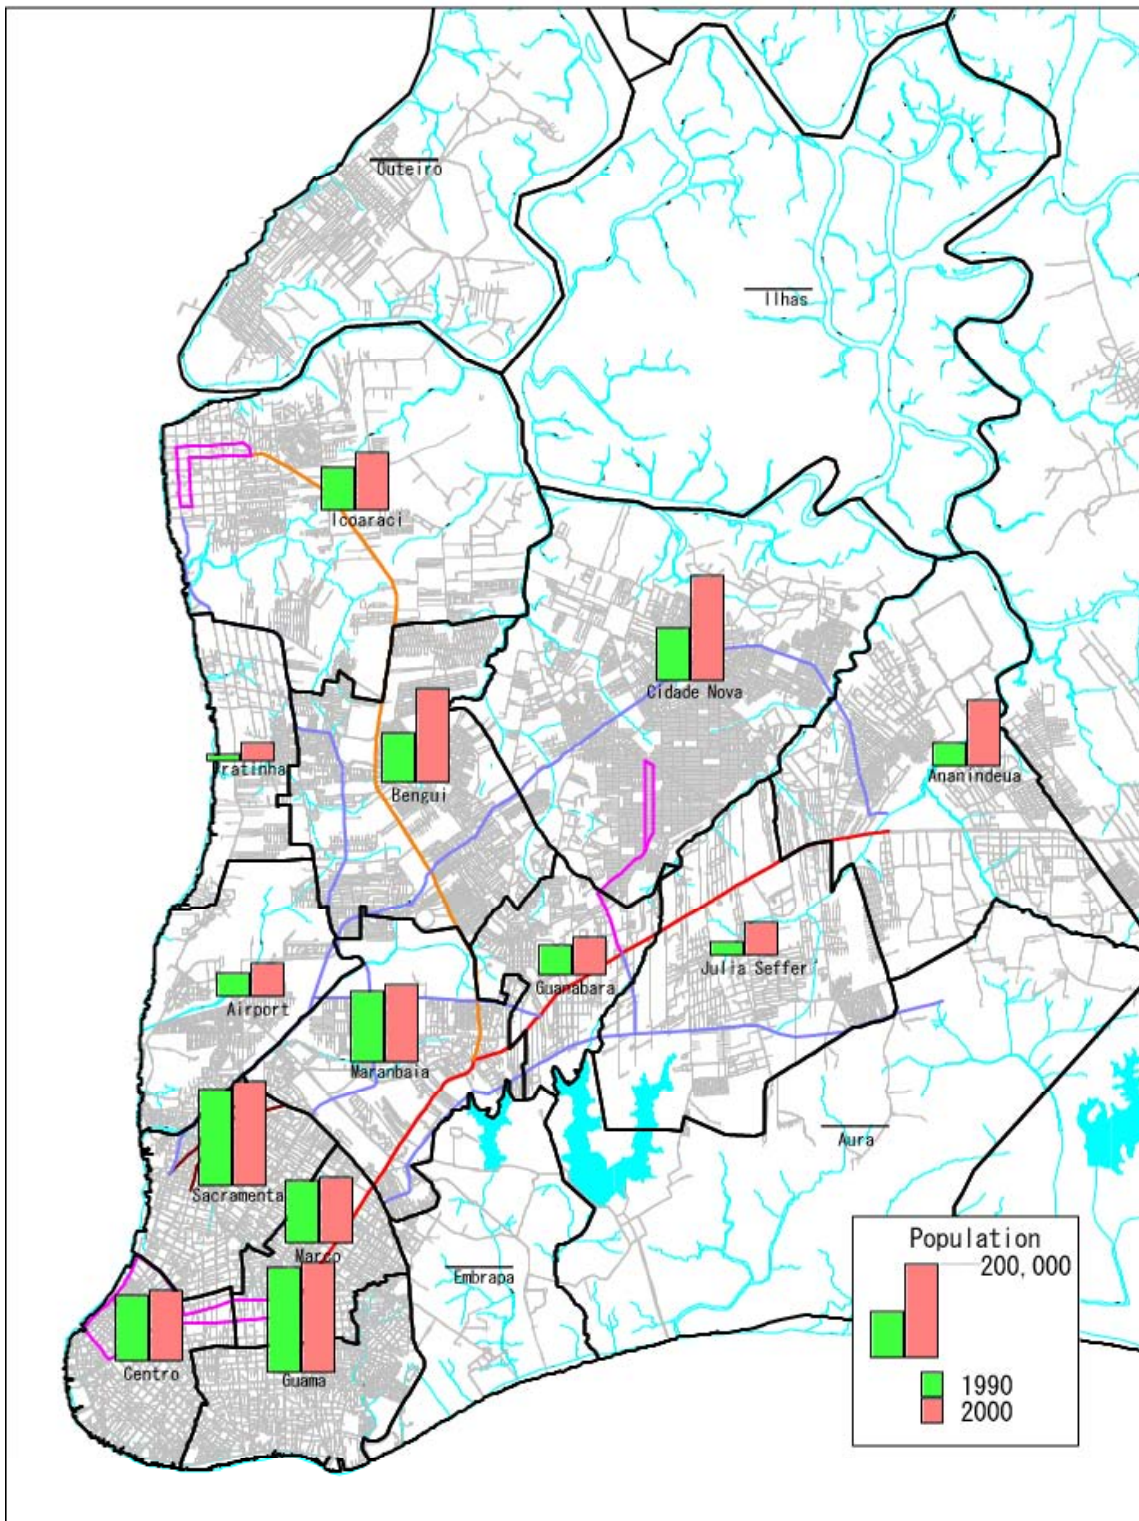 Outeiro
Ilhas
Icoaraci
Cidade Nova
Pratinha
Bengui
Ananindeua
Julia Seffer
Guanabara
Airport
Maranbaia
Aura
Sacramenta
Marco
Embrapa
Centro
Guama
Population
200,000
1990
2000